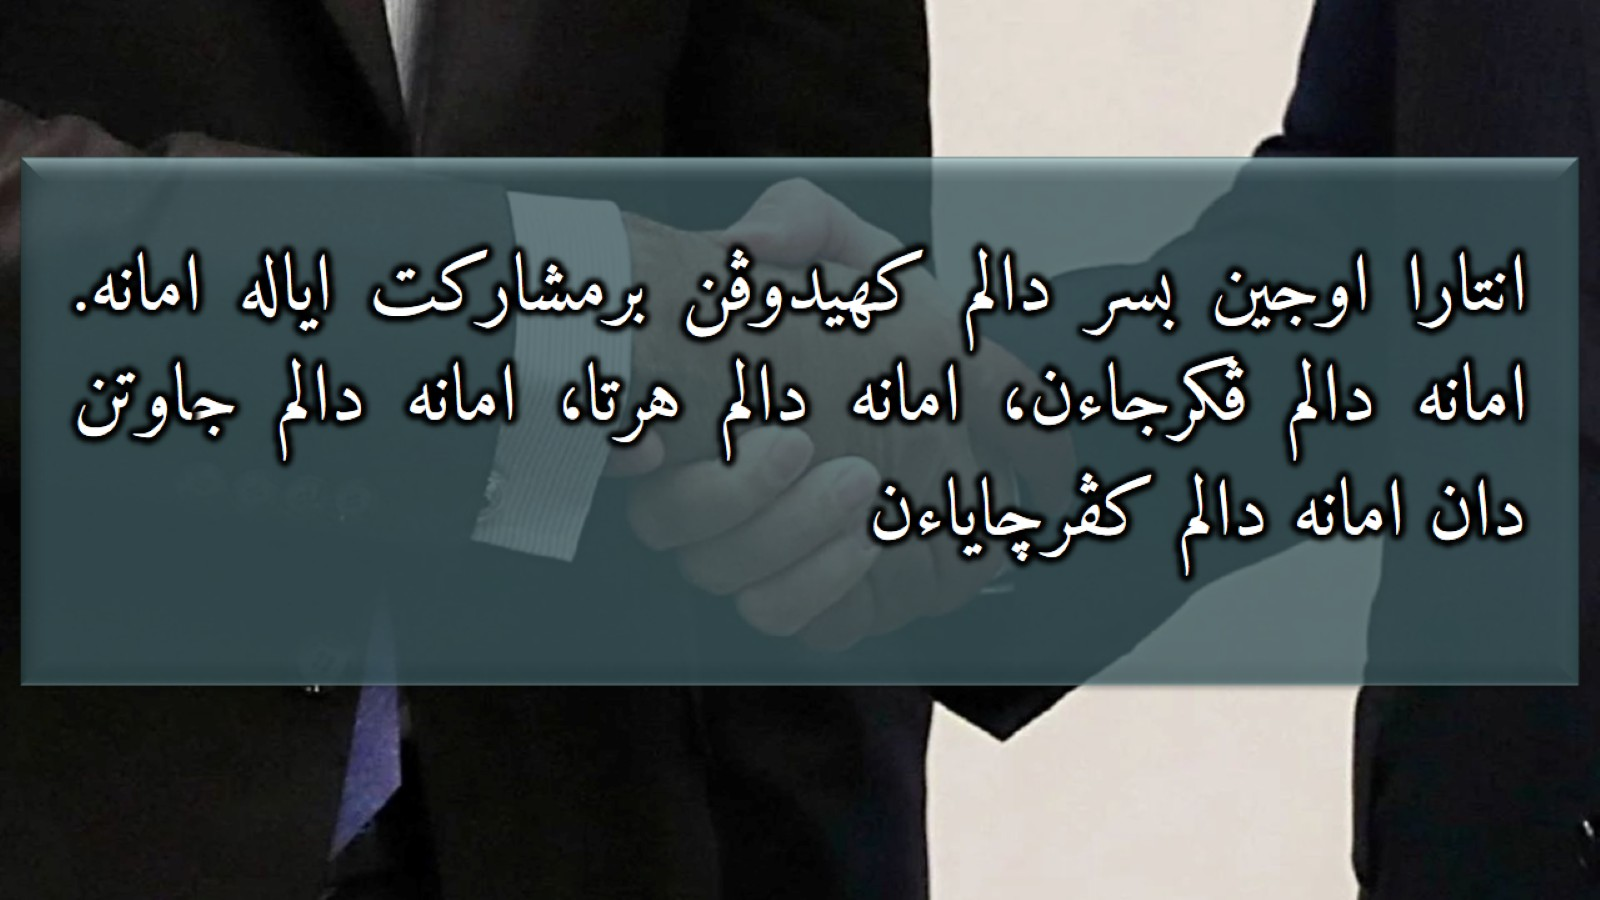 انتارا اوجين بسر دالم كهيدوڤن برمشاركت اياله امانه.
امانه دالم ڤكرجاءن، امانه دالم هرتا، امانه دالم جاوتن
دان امانه دالم كڤرچاياءن